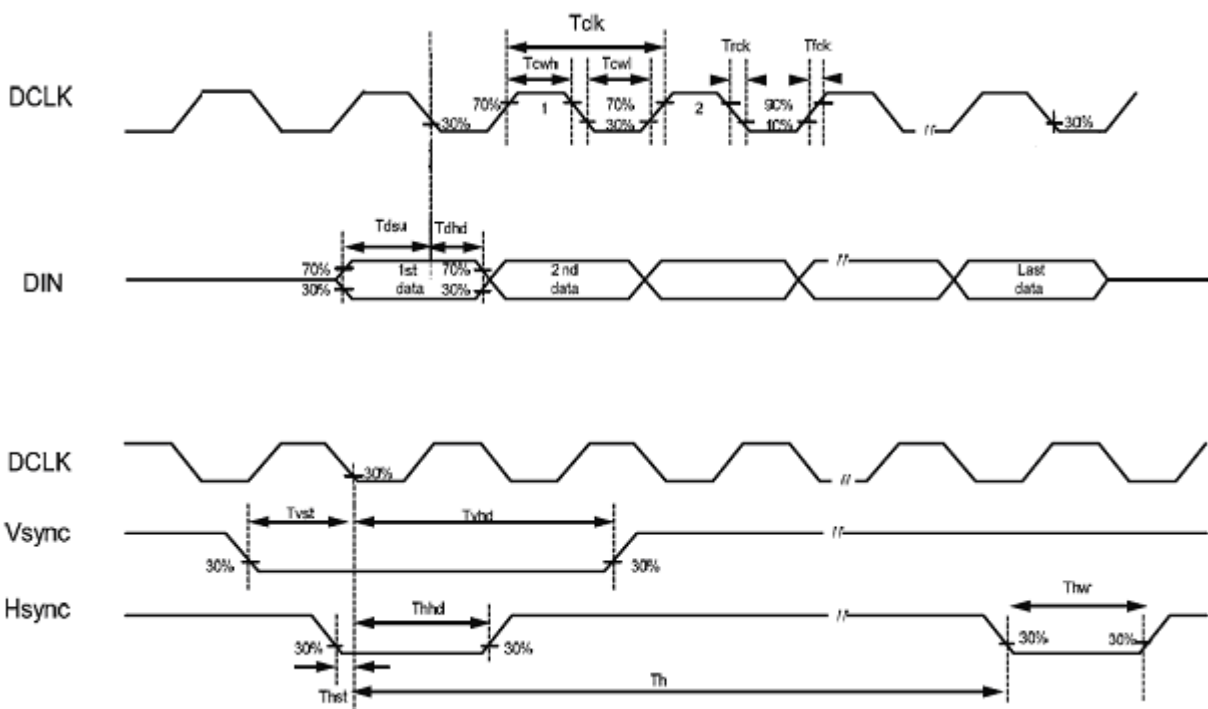 Tclk
Tcwh Tcwl Trck Tfck
DCLK 70% 1 70% 2 90%
30% 30% 10% 30%
Tdsu Tdhd
DIN 70% 1st 70% 2nd // Last
30% data 30% data data
DCLK 30% //
Tvst Tvhd
Vsync //
30% 30%
Hsync Thhd // Thw
30% 30% 30% 30%
Thst Th